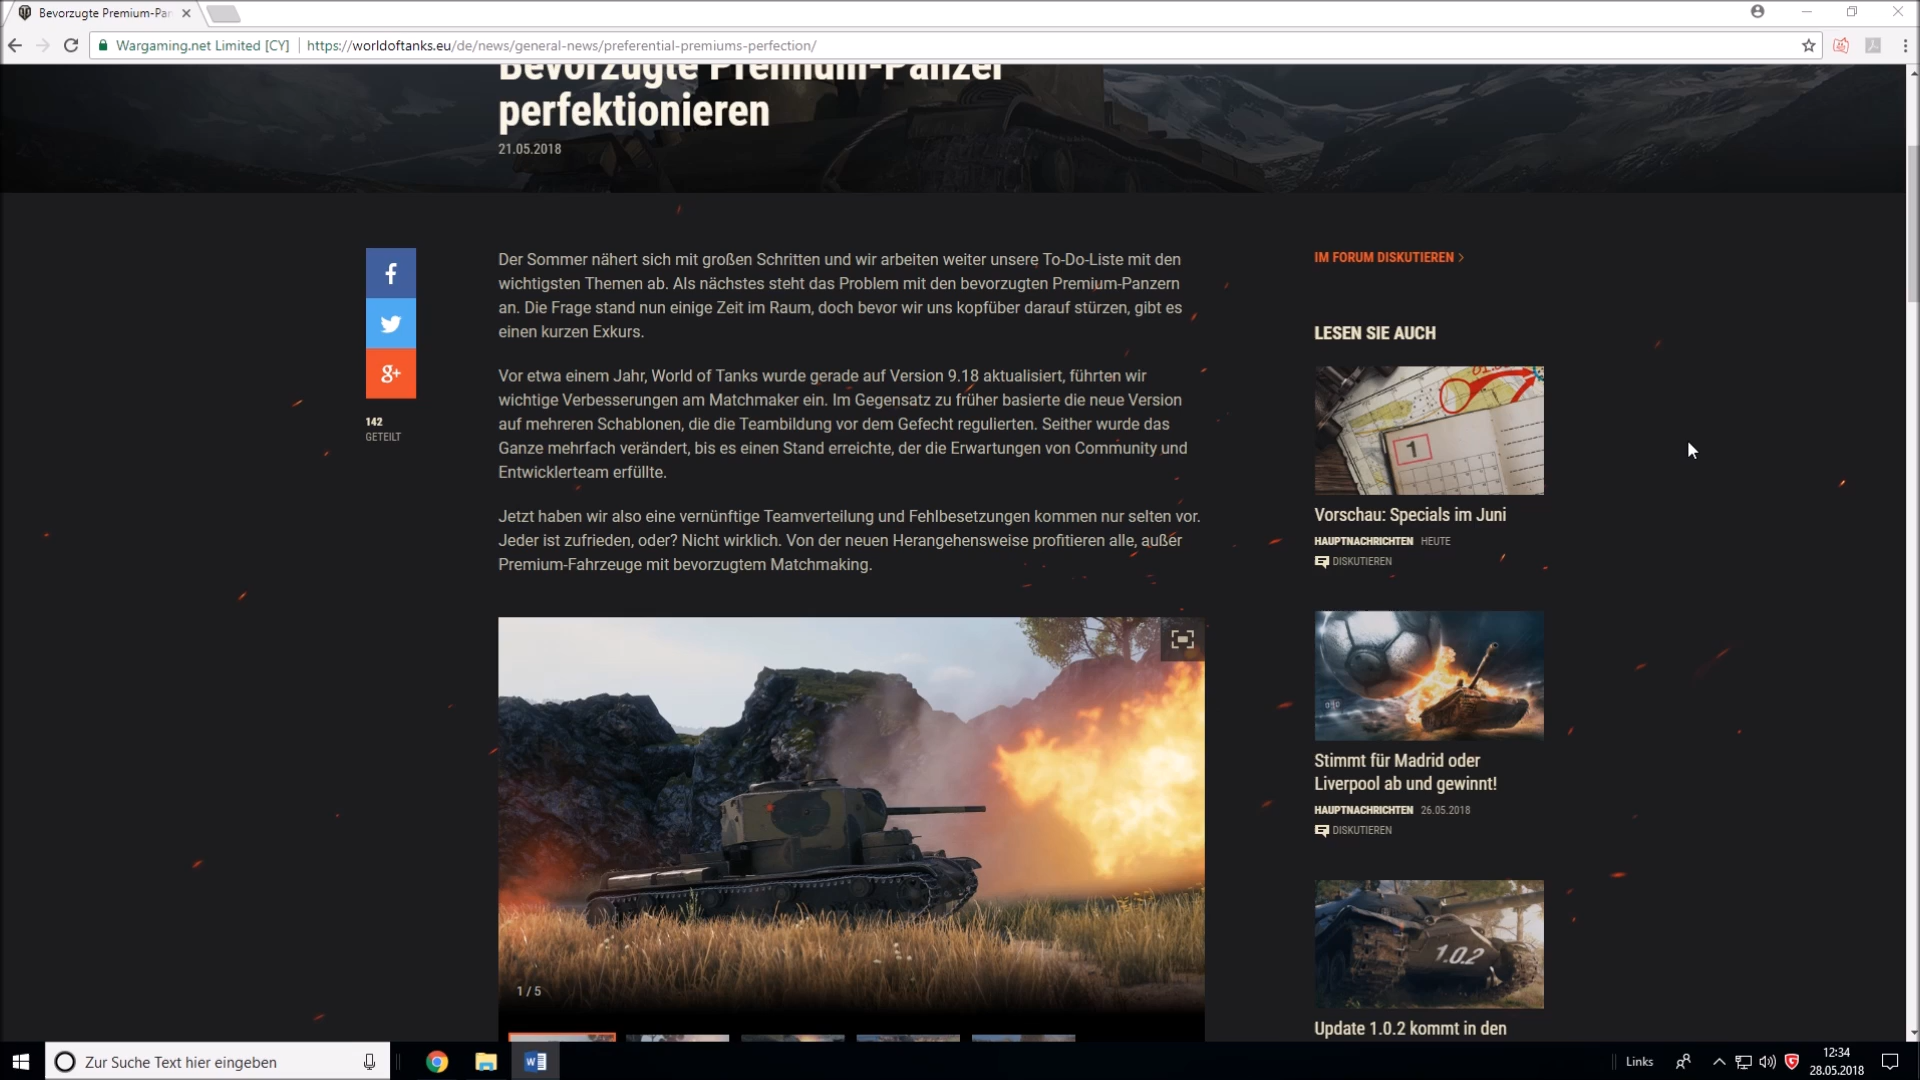 Bevorzugte Premium-Pan
Wargaming.net Limited [CY]
https://worldoftanks.eu/de/news/general-news/preferential-premiums-perfection/
Bevorzugte Premium-Panzer
perfektionieren
21.05.2018
142
GETEILT
Der Sommer nähert sich mit großen Schritten und wir arbeiten weiter unsere To-Do-Liste mit den
wichtigsten Themen ab. Als nächstes steht das Problem mit den bevorzugten Premium-Panzern
an. Die Frage stand nun einige Zeit im Raum, doch bevor wir uns kopfüber darauf stürzen, gibt es
einen kurzen Exkurs.
Vor etwa einem Jahr, World of Tanks wurde gerade auf Version 9.18 aktualisiert, führten wir
wichtige Verbesserungen am Matchmaker ein. Im Gegensatz zu früher basierte die neue Version
auf mehreren Schablonen, die die Teambildung vor dem Gefecht regulierten. Seither wurde das
Ganze mehrfach verändert, bis es einen Stand erreichte, der die Erwartungen von Community und
Entwicklerteam erfüllte.
Jetzt haben wir also eine vernünftige Teamverteilung und Fehlbesetzungen kommen nur selten vor.
Jeder ist zufrieden, oder? Nicht wirklich. Von der neuen Herangehensweise profitieren alle, außer
Premium-Fahrzeuge mit bevorzugtem Matchmaking.
1 / 5
IM FORUM DISKUTIEREN
LESEN SIE AUCH
1
Vorschau: Specials im Juni
HAUPTNACHRICHTEN HEUTE
DISKUTIEREN
Stimmt für Madrid oder
Liverpool ab und gewinnt!
HAUPTNACHRICHTEN 26.05.2018
DISKUTIEREN
1.0.2
Update 1.0.2 kommt in den
Zur Suche Text hier eingeben
Links
12:34
28.05.2018